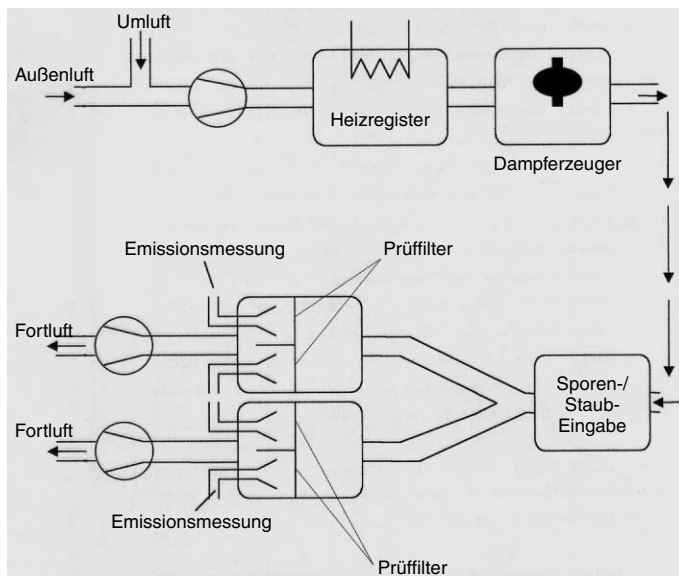 Umluft
Außenluft
Heizregister
Dampferzeuger
Emissionsmessung
Prüffilter
Fortluft
Sporen-/
Staub-
Eingabe
Fortluft
Emissionsmessung
Prüffilter